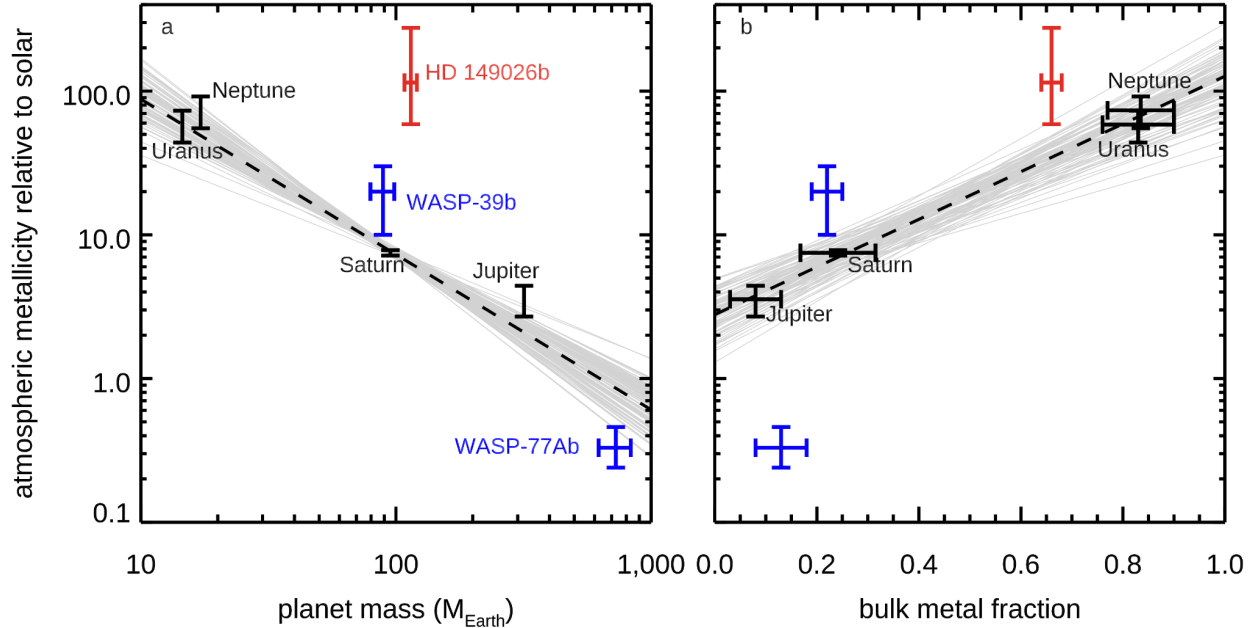 atmospheric metallicity relative to solar
a
HD 149026b
Neptune
Uranus
WASP-39b
Saturn
Jupiter
WASP-77Ab
100.0
10.0
1.0
0.1
10
100
1,000
planet mass (M_Earth)
b
Neptune
Uranus
Saturn
Jupiter
0.0
0.2
0.4
0.6
0.8
1.0
bulk metal fraction